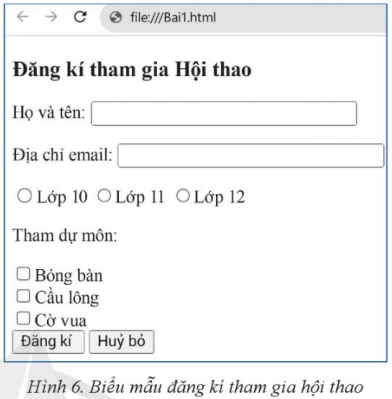 file:///Bai1.html
Đăng kí tham gia Hội thao
Họ và tên:
Địa chỉ email:
Lớp 10 Lớp 11 Lớp 12
Tham dự môn:
Bóng bàn
Cầu lông
Cờ vua
Đăng kí Huỷ bỏ
Hình 6. Biểu mẫu đăng kí tham gia hội thao